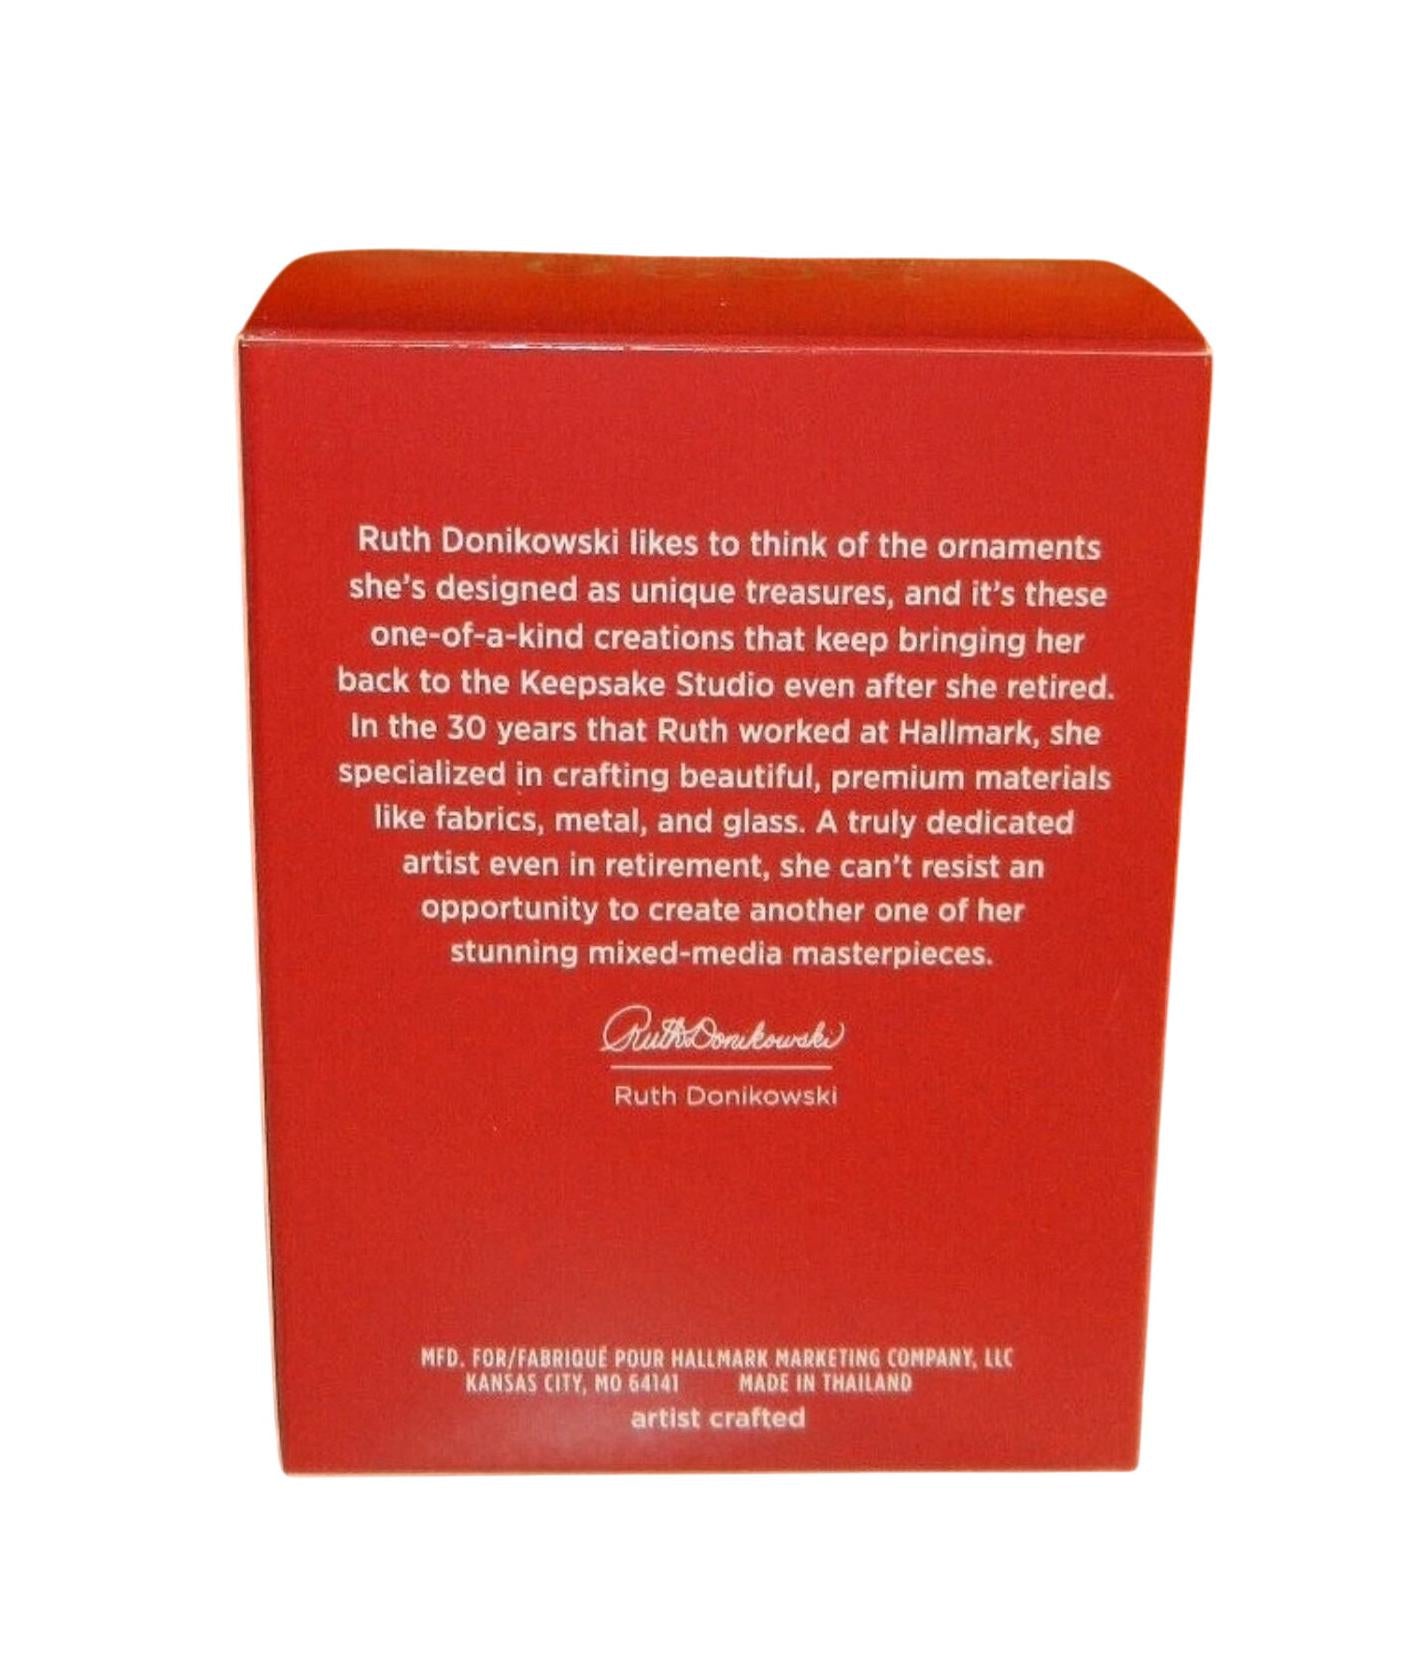 Ruth Donikowski likes to think of the ornaments
she's designed as unique treasures, and it's these
one-of-a-kind creations that keep bringing her
back to the Keepsake Studio even after she retired.
In the 30 years that Ruth worked at Hallmark, she
specialized in crafting beautiful, premium materials
like fabrics, metal, and glass. A truly dedicated
artist even in retirement, she can't resist an
opportunity to create another one of her
stunning mixed-media masterpieces.
Ruth Donikowski
Ruth Donikowski
MFD. FOR/FABRIQUÉ POUR HALLMARK MARKETING COMPANY, LLC
KANSAS CITY, MO 64141 MADE IN THAILAND
artist crafted